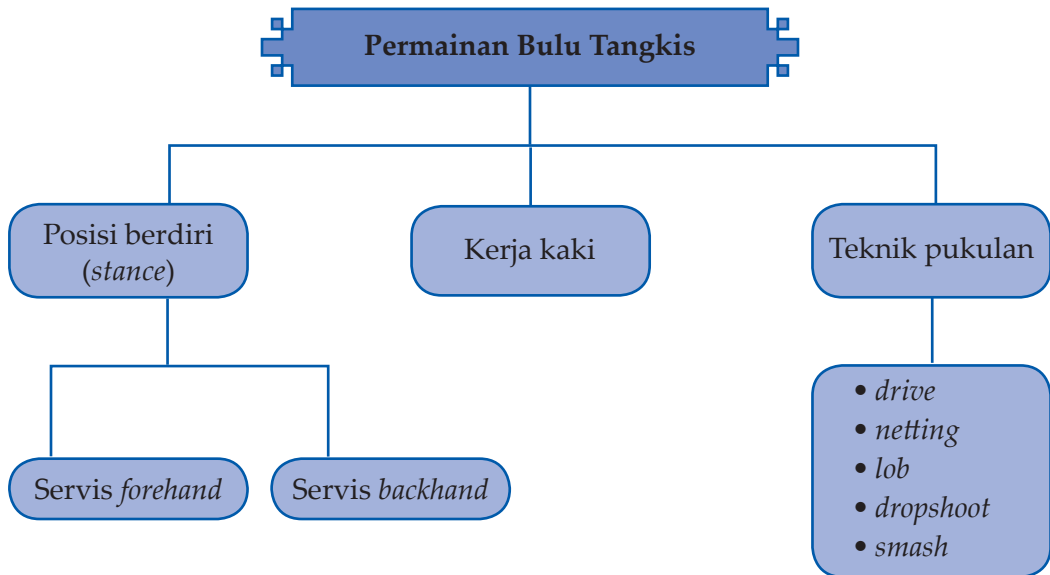 Permainan Bulu Tangkis
Posisi berdiri
(stance)
Kerja kaki
Teknik pukulan
Servis forehand
Servis backhand
• drive
• netting
• lob
• dropshoot
• smash